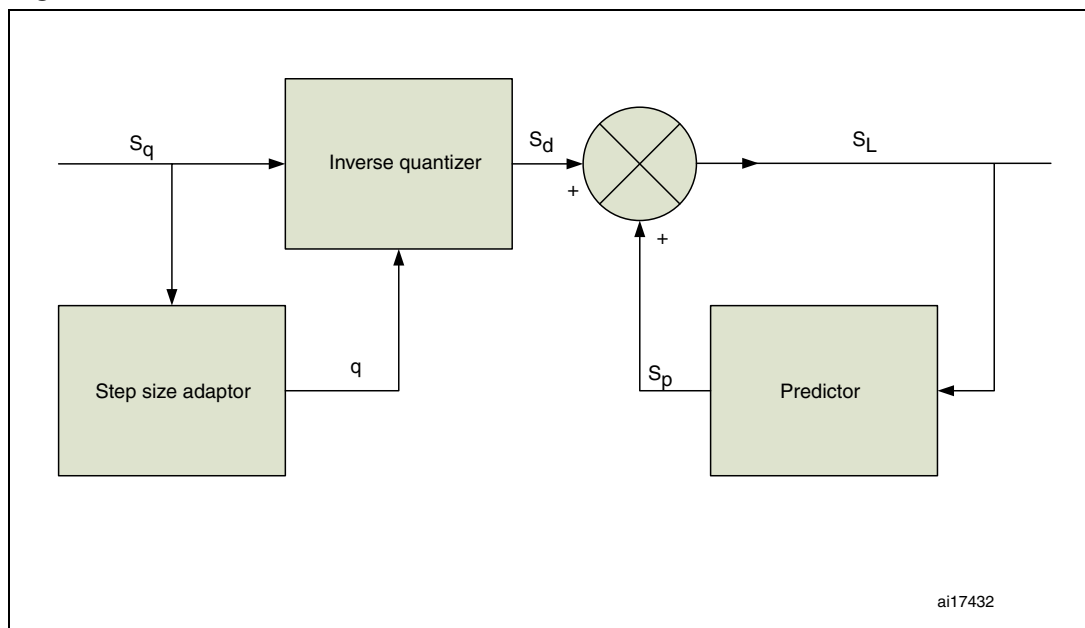 Sq
Inverse quantizer
Sd
+
+
SL
Step size adaptor
q
Sp
Predictor
ai17432